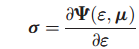 σ = ∂Ψ(ε, μ) / ∂ε